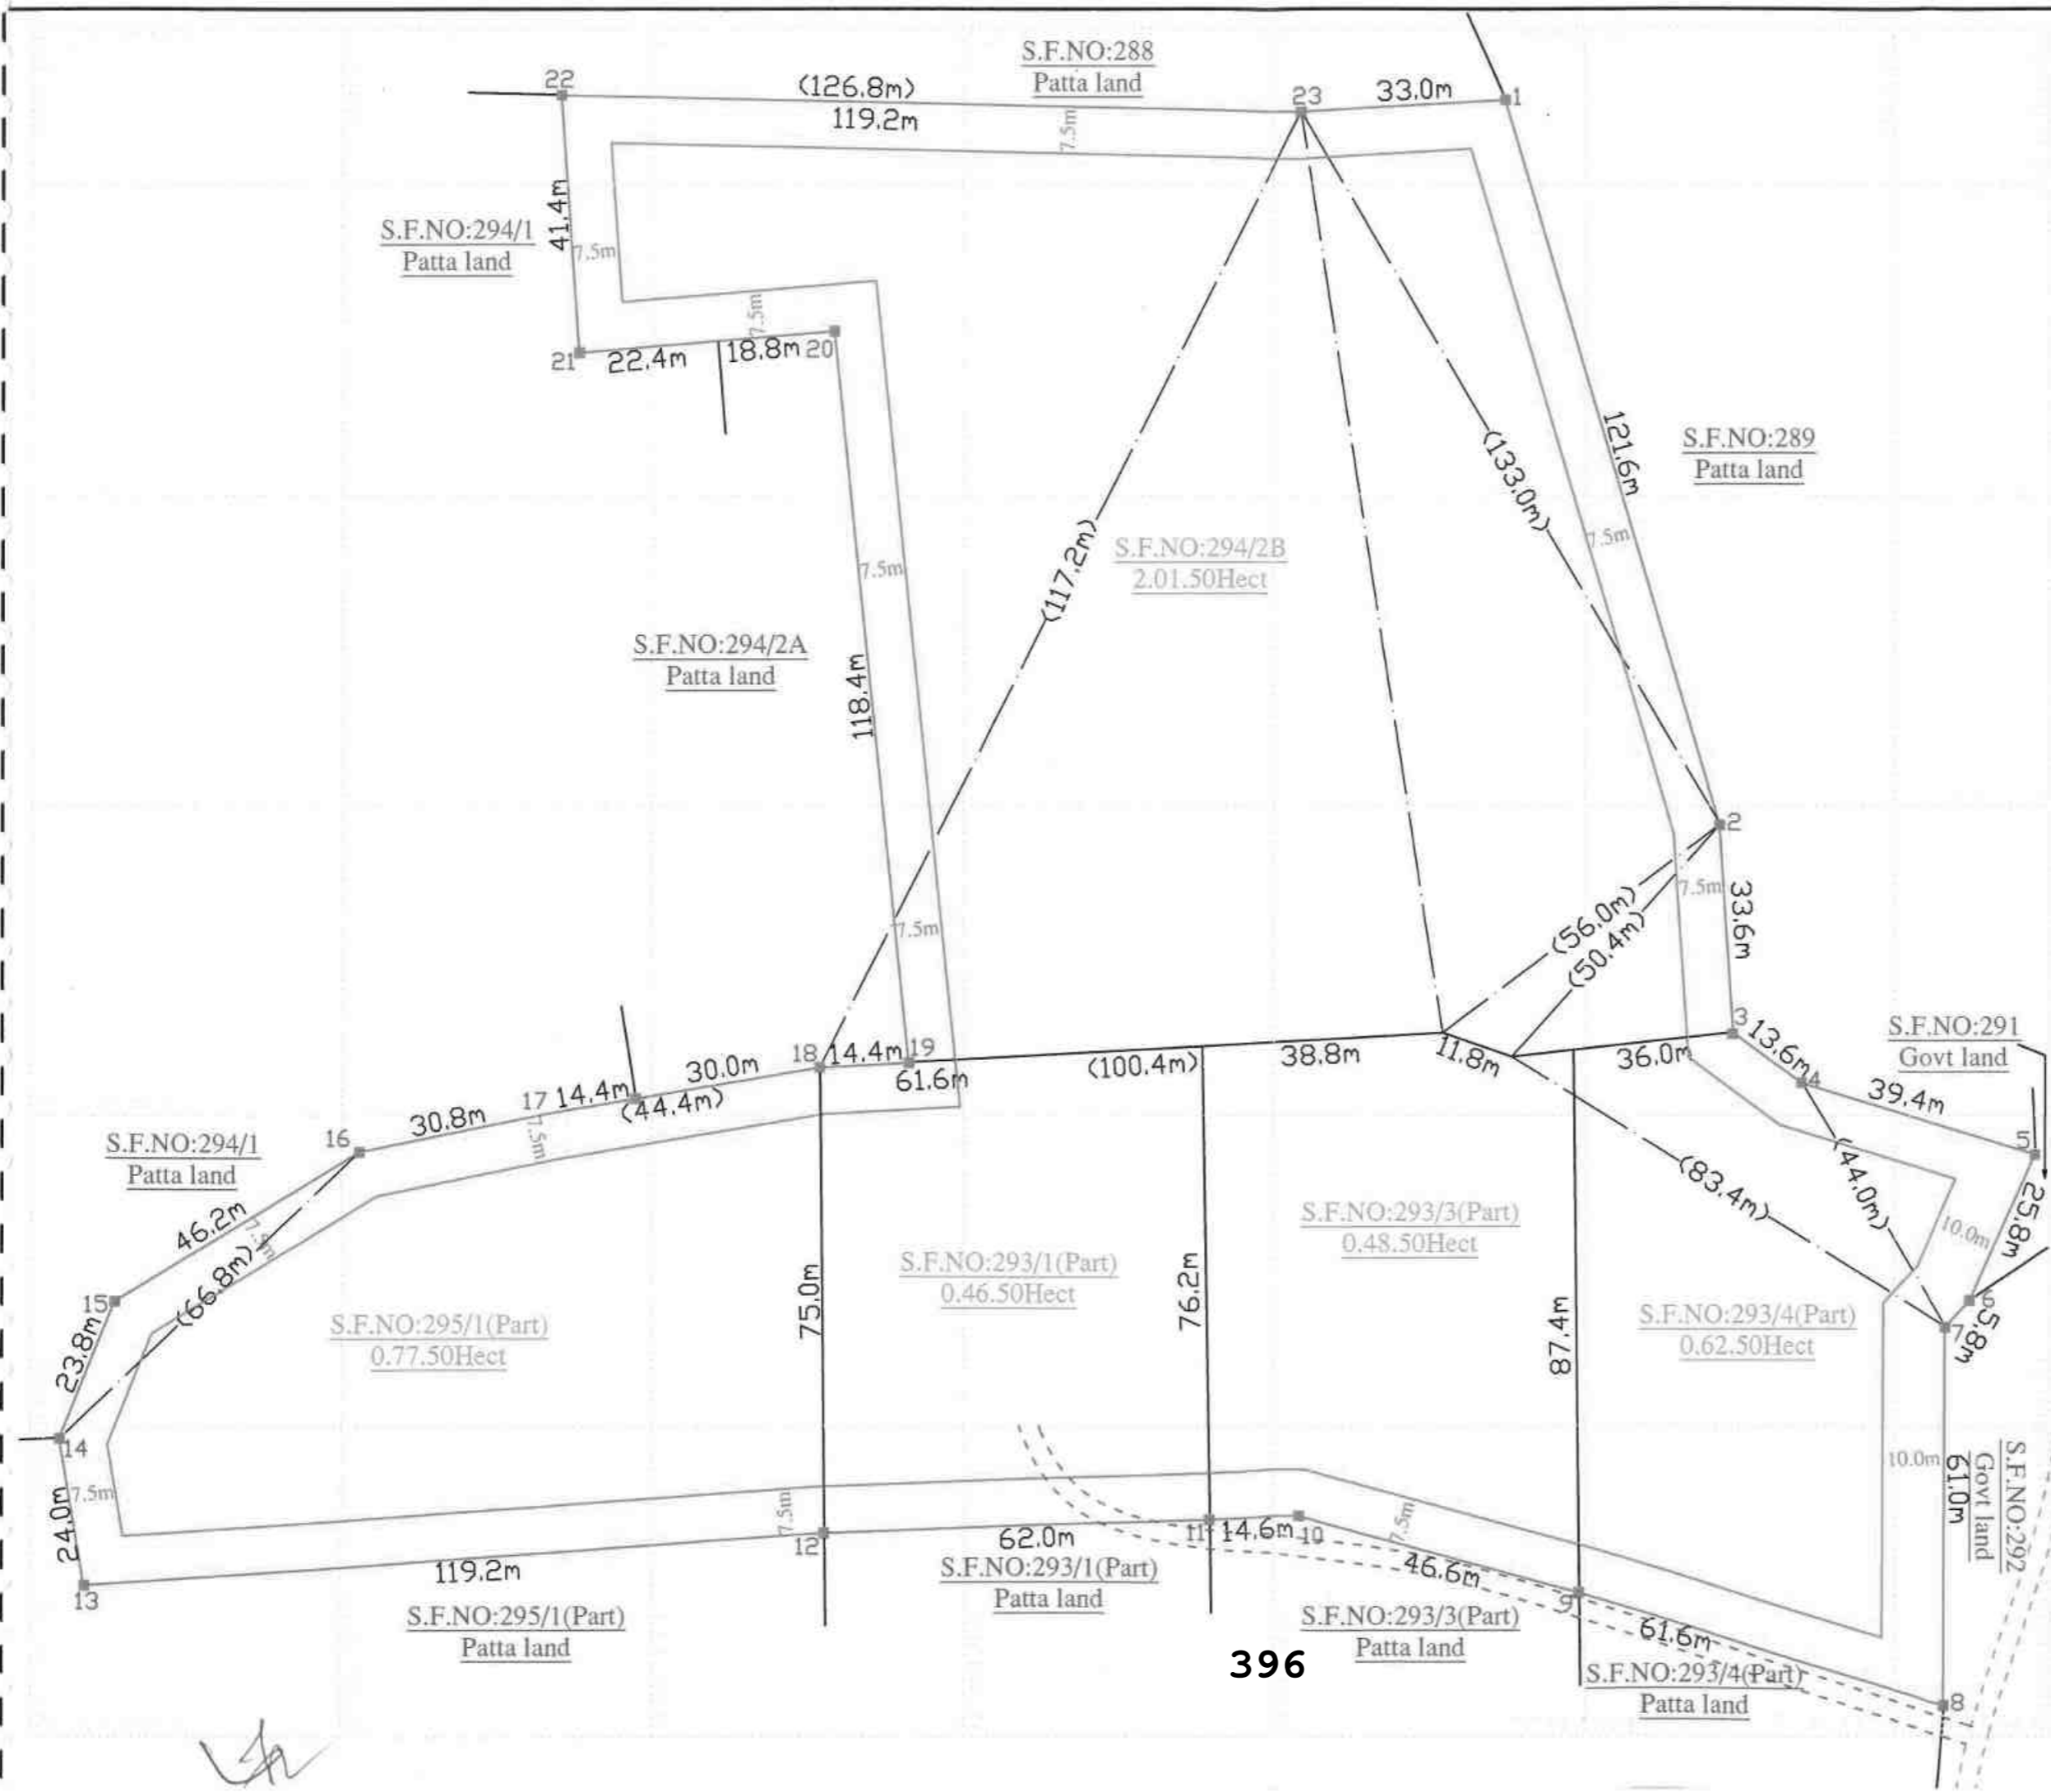 S.F.NO:288
Patta land
22
(126.8m)
119.2m
7.5m
23
33.0m
1
41.4m
S.F.NO:294/1
Patta land
7.5m
7.5m
21
22.4m
18.8m
20
121.6m
S.F.NO:289
Patta land
(133.0m)
7.5m
(117.2m)
S.F.NO:294/2B
2.01.50Hect
7.5m
S.F.NO:294/2A
Patta land
118.4m
2
7.5m
33.6m
(56.0m)
(50.4m)
7.5m
3
13.6m
S.F.NO:291
Govt land
18
14.4m
19
61.6m
(100.4m)
38.8m
11.8m
36.0m
4
39.4m
5
30.0m
14.4m
(44.4m)
17
30.8m
7.5m
16
S.F.NO:294/1
Patta land
46.2m
7.5m
(66.8m)
15
23.8m
(83.4m)
(44.0m)
25.8m
10.0m
6
5.8m
7
S.F.NO:293/3(Part)
0.48.50Hect
S.F.NO:293/1(Part)
0.46.50Hect
76.2m
75.0m
S.F.NO:295/1(Part)
0.77.50Hect
87.4m
S.F.NO:293/4(Part)
0.62.50Hect
14
24.0m
7.5m
13
119.2m
7.5m
12
62.0m
11
14.6m
10
7.5m
46.6m
10.0m
61.0m
S.F.NO:292
Govt land
S.F.NO:295/1(Part)
Patta land
S.F.NO:293/1(Part)
Patta land
S.F.NO:293/3(Part)
Patta land
9
61.6m
S.F.NO:293/4(Part)
Patta land
8
396